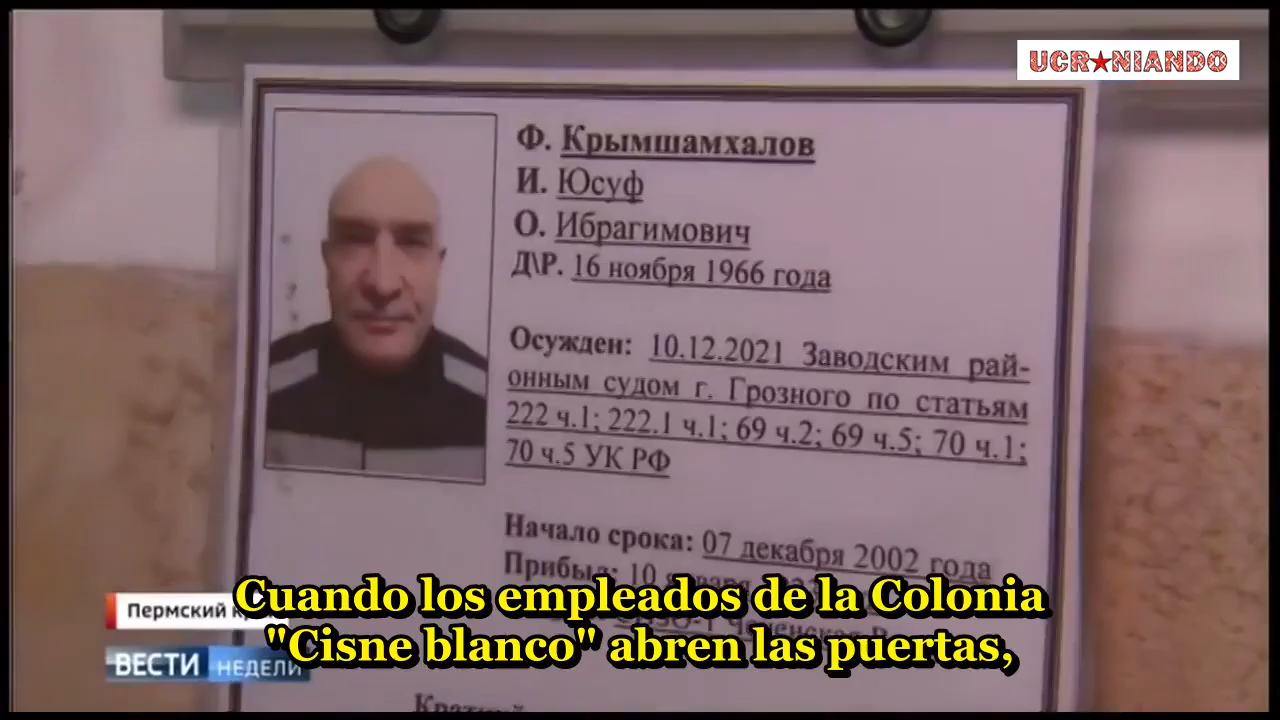 UCR★NIANDO
Ф. Крымшамхалов
И. Юсуф
О. Ибрагимович
Д\Р. 16 ноября 1966 года
Осужден: 10.12.2021 Заводским рай-
онным судом г. Грозного по статьям
222 ч.1; 222.1 ч.1; 69 ч.2; 69 ч.5; 70 ч.1;
70 ч.5 УК РФ
Начало срока: 07 декабря 2002 года
Прибыл: 10 января
Пермский
Cuando los empleados de la Colonia
"Cisne blanco" abren las puertas,
ВЕСТИ НЕДЕЛИ